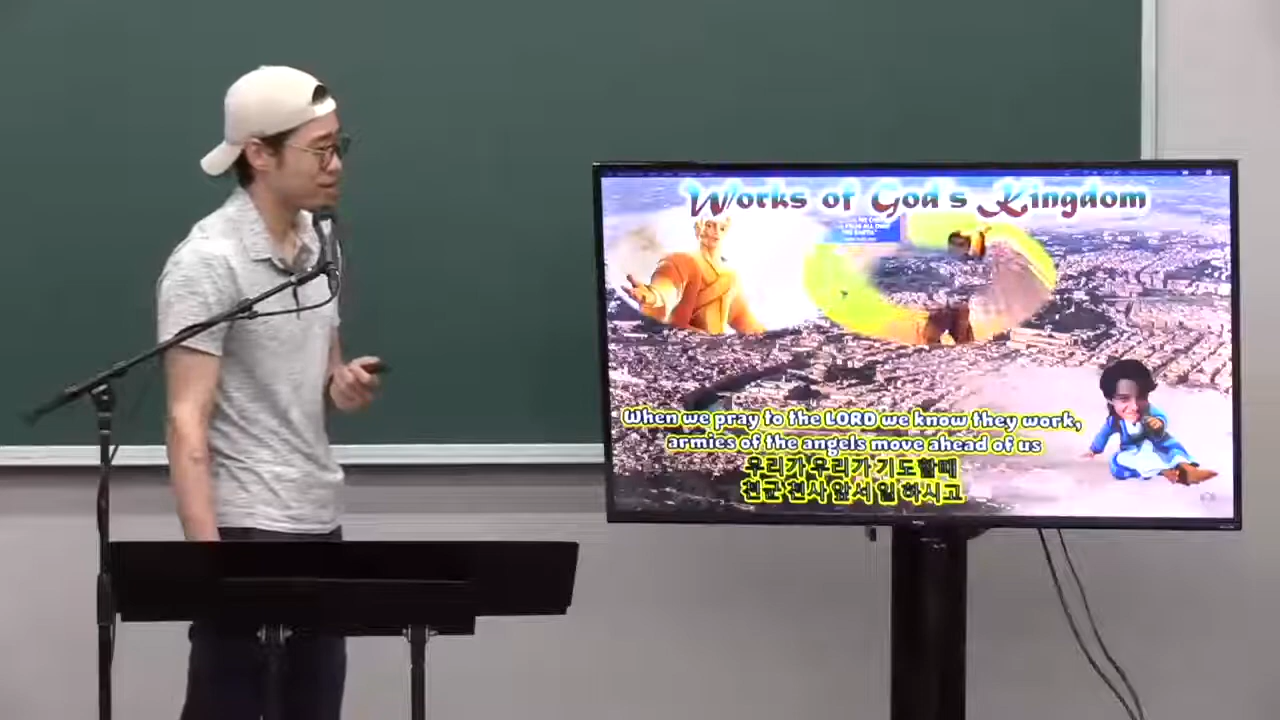 Works of God's Kingdom
When we pray to the LORD we know they work,
armies of the angels move ahead of us
우리가 우리가 기도할때
천군 천사 앞서 일 하시고